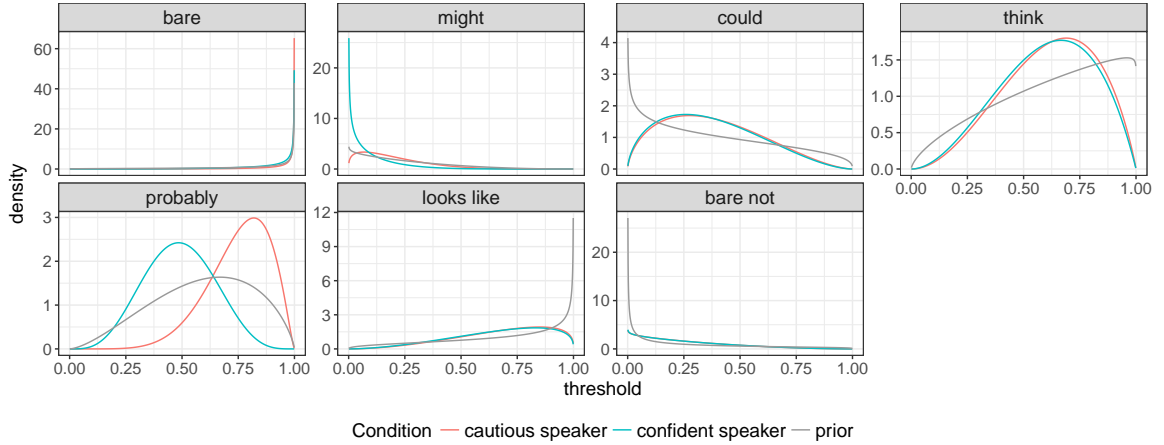 bare
might
could
think
60
40
20
0
20
10
0
4
3
2
1
0
1.5
1.0
0.5
0.0
0.00 0.25 0.50 0.75 1.00
probably
looks like
bare not
3
2
1
0
12
9
6
3
0
20
10
0
0.00 0.25 0.50 0.75 1.00
0.00 0.25 0.50 0.75 1.00
0.00 0.25 0.50 0.75 1.00
density
threshold
Condition cautious speaker confident speaker prior